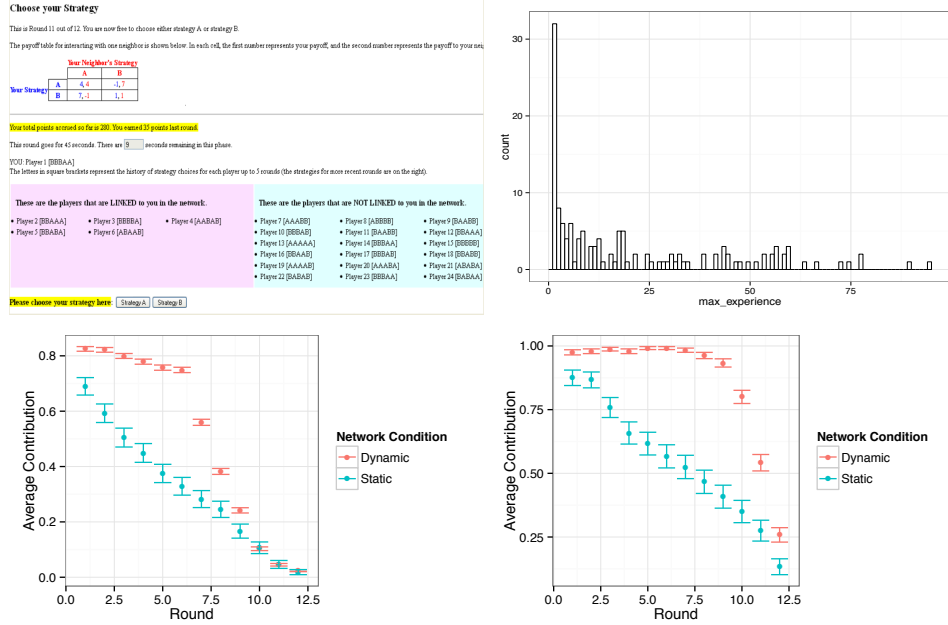 Choose your Strategy
This is Round 11 out of 12. You are now free to choose either strategy A or strategy B.
The payoff table for interacting with one neighbor is shown below. In each cell, the first number represents your payoff, and the second number represents the payoff to your
Your Neighbor's Strategy
A B
Your Strategy A 4, 4 -1, 7
B 7, -1 1, 1
Your total points accrued so far is 280. You earned 35 points last round.
This round goes for 45 seconds. There are 9 seconds remaining in this phase.
YOU: Player 1 [BBBAA]
The letters in square brackets represent the history of strategy choices for each player up to 5 rounds (the strategies for more recent rounds are on the right).
These are the players that are LINKED to you in the network.
• Player 2 [BBAAA] • Player 3 [BBBBA] • Player 4 [AABAB]
• Player 5 [BBABA] • Player 6 [ABAAB]
These are the players that are NOT LINKED to you in the network.
• Player 7 [AAABB] • Player 8 [ABBBB] • Player 9 [BAABB]
• Player 10 [BBBAB] • Player 11 [BAABB] • Player 12 [BBAAA]
• Player 13 [AAAAA] • Player 14 [BBBAA] • Player 15 [BBBBB]
• Player 16 [BBAAB] • Player 17 [BBBAB] • Player 18 [BBABB]
• Player 19 [AAAAB] • Player 20 [AAABA] • Player 21 [ABABA]
• Player 22 [BABAB] • Player 23 [BBBAA] • Player 24 [BABAA]
Please choose your strategy here: Strategy A Strategy B
30
20
10
0
count
0 25 50 75
max_experience
0.8
0.6
0.4
0.2
0.0
Average Contribution
0.0 2.5 5.0 7.5 10.0 12.5
Round
Network Condition
Dynamic
Static
1.00
0.75
0.50
0.25
Average Contribution
0.0 2.5 5.0 7.5 10.0 12.5
Round
Network Condition
Dynamic
Static